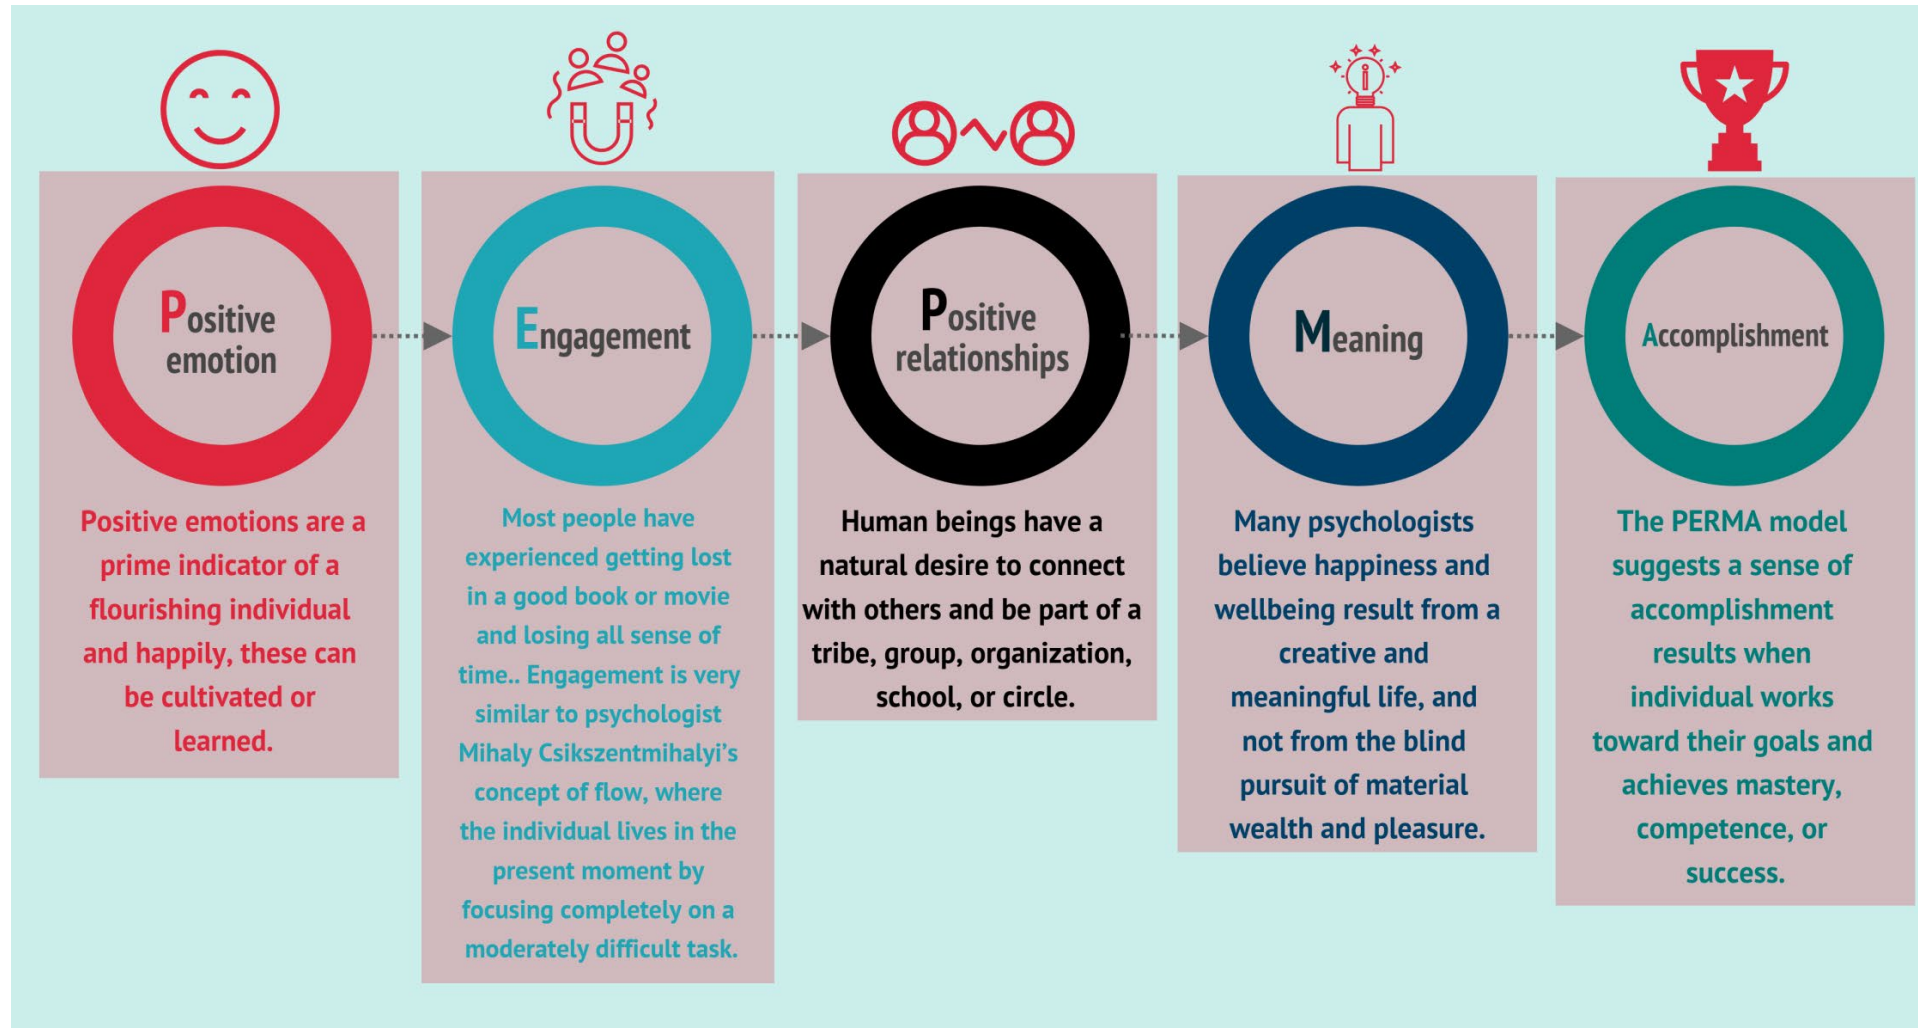 Positive
emotion
Positive emotions are a
prime indicator of a
flourishing individual
and happily, these can
be cultivated or
learned.
Engagement
Most people have
experienced getting lost
in a good book or movie
and losing all sense of
time.. Engagement is very
similar to psychologist
Mihaly Csikszentmihalyi's
concept of flow, where
the individual lives in the
present moment by
focusing completely on a
moderately difficult task.
Positive
relationships
Human beings have a
natural desire to connect
with others and be part of a
tribe, group, organization,
school, or circle.
i
Meaning
Many psychologists
believe happiness and
wellbeing result from a
creative and
meaningful life, and
not from the blind
pursuit of material
wealth and pleasure.
Accomplishment
The PERMA model
suggests a sense of
accomplishment
results when
individual works
toward their goals and
achieves mastery,
competence, or
success.